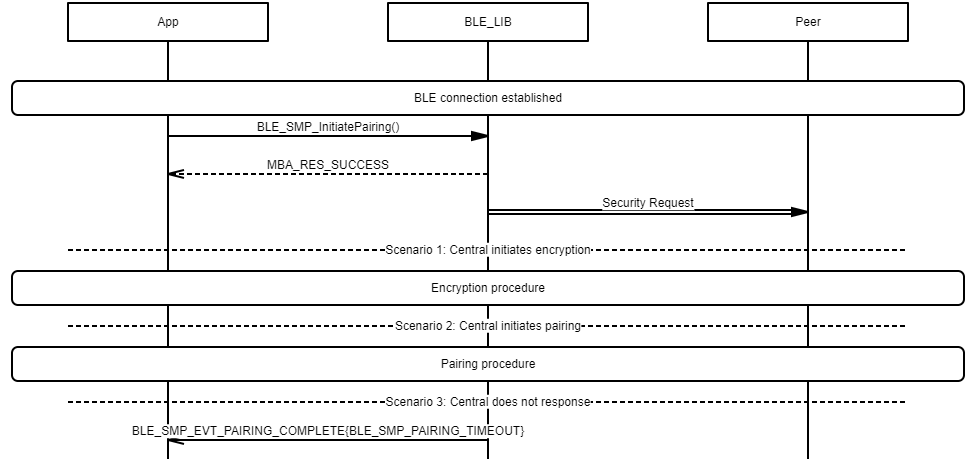 App
BLE_LIB
Peer
BLE connection established
BLE_SMP_InitiatePairing()
MBA_RES_SUCCESS
Security Request
Scenario 1: Central initiates encryption
Encryption procedure
Scenario 2: Central initiates pairing
Pairing procedure
Scenario 3: Central does not response
BLE_SMP_EVT_PAIRING_COMPLETE{BLE_SMP_PAIRING_TIMEOUT}